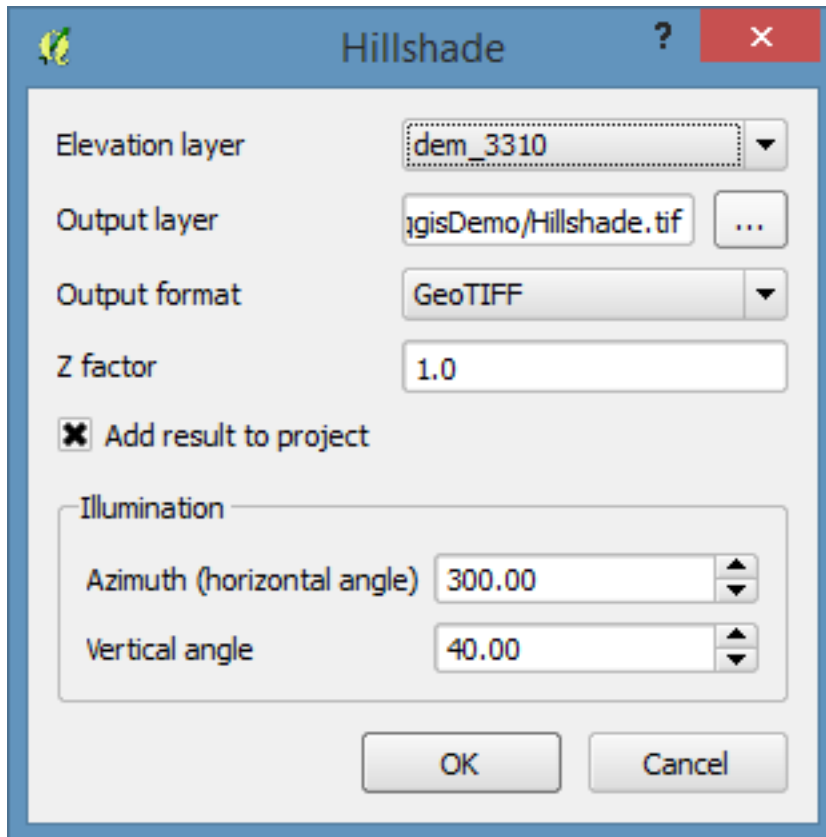 Hillshade ?
Elevation layer dem_3310
Output layer qgisDemo/Hillshade.tif ...
Output format GeoTIFF
Z factor 1.0
Add result to project
Illumination
Azimuth (horizontal angle) 300.00
Vertical angle 40.00
OK Cancel